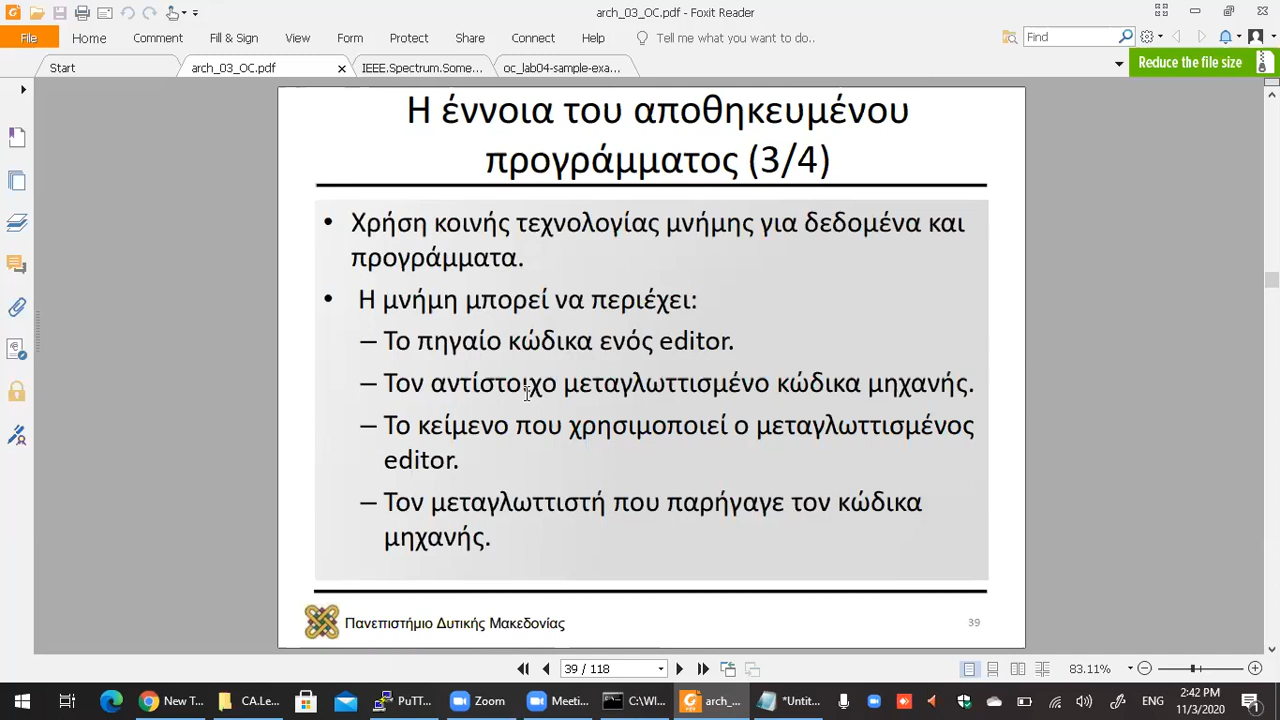 arch_03_OC.pdf - Foxit Reader
File Home Comment Fill & Sign View Form Protect Share Connect Help Tell me what you want to do.. Find
Start arch_03_OC.pdf IEEE.Spectrum.Some... oc_lab04-sample-exa... Reduce the file size
Η έννοια του αποθηκευμένου
προγράμματος (3/4)
• Χρήση κοινής τεχνολογίας μνήμης για δεδομένα και
προγράμματα.
• Η μνήμη μπορεί να περιέχει:
– Το πηγαίο κώδικα ενός editor.
– Τον αντίστοιχο μεταγλωττισμένο κώδικα μηχανής.
– Το κείμενο που χρησιμοποιεί ο μεταγλωττισμένος
editor.
– Τον μεταγλωττιστή που παρήγαγε τον κώδικα
μηχανής.
Πανεπιστήμιο Δυτικής Μακεδονίας 39
39 / 118 83.11%
New T... CA.Le... PuTT... Zoom Meeti... C:\WI... arch_... *Untit... ENG 2:42 PM
11/3/2020